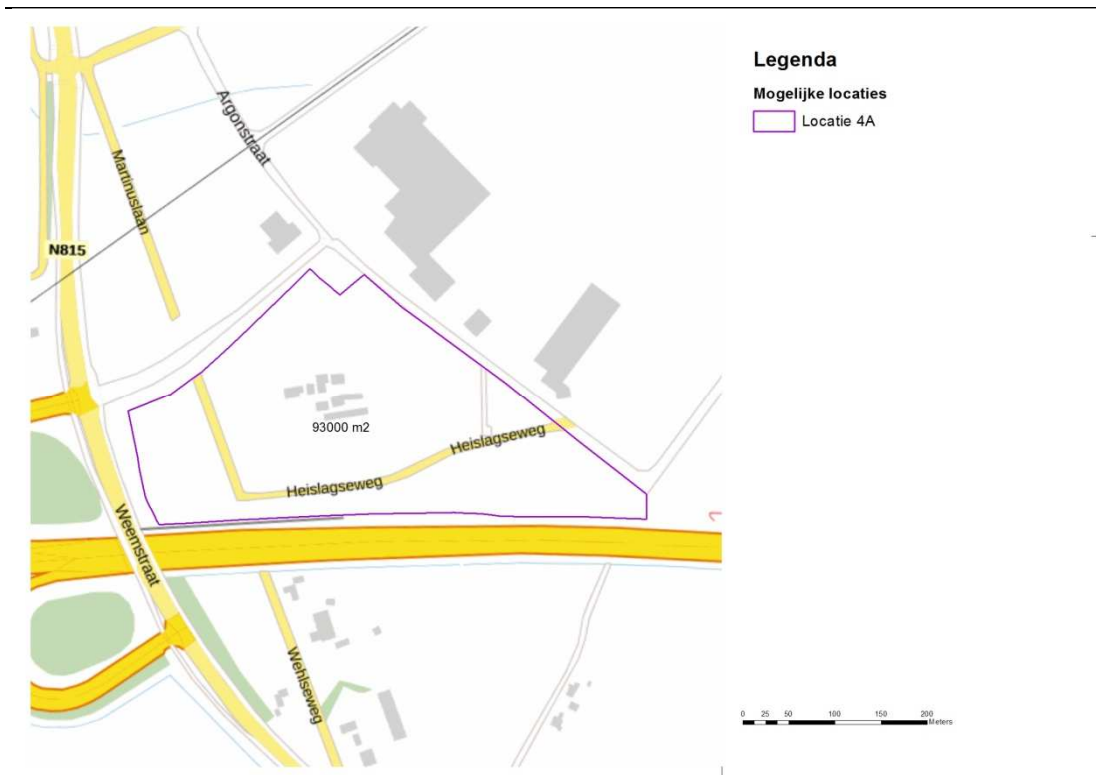 Legenda
Mogelijke locaties
Locatie 4A
Argonstraat
Martinuslaan
N815
93000 m2
Heislagseweg
Heislagseweg
Weemstraat
Wehlseweg
0 25 50 100 150 200
Meters